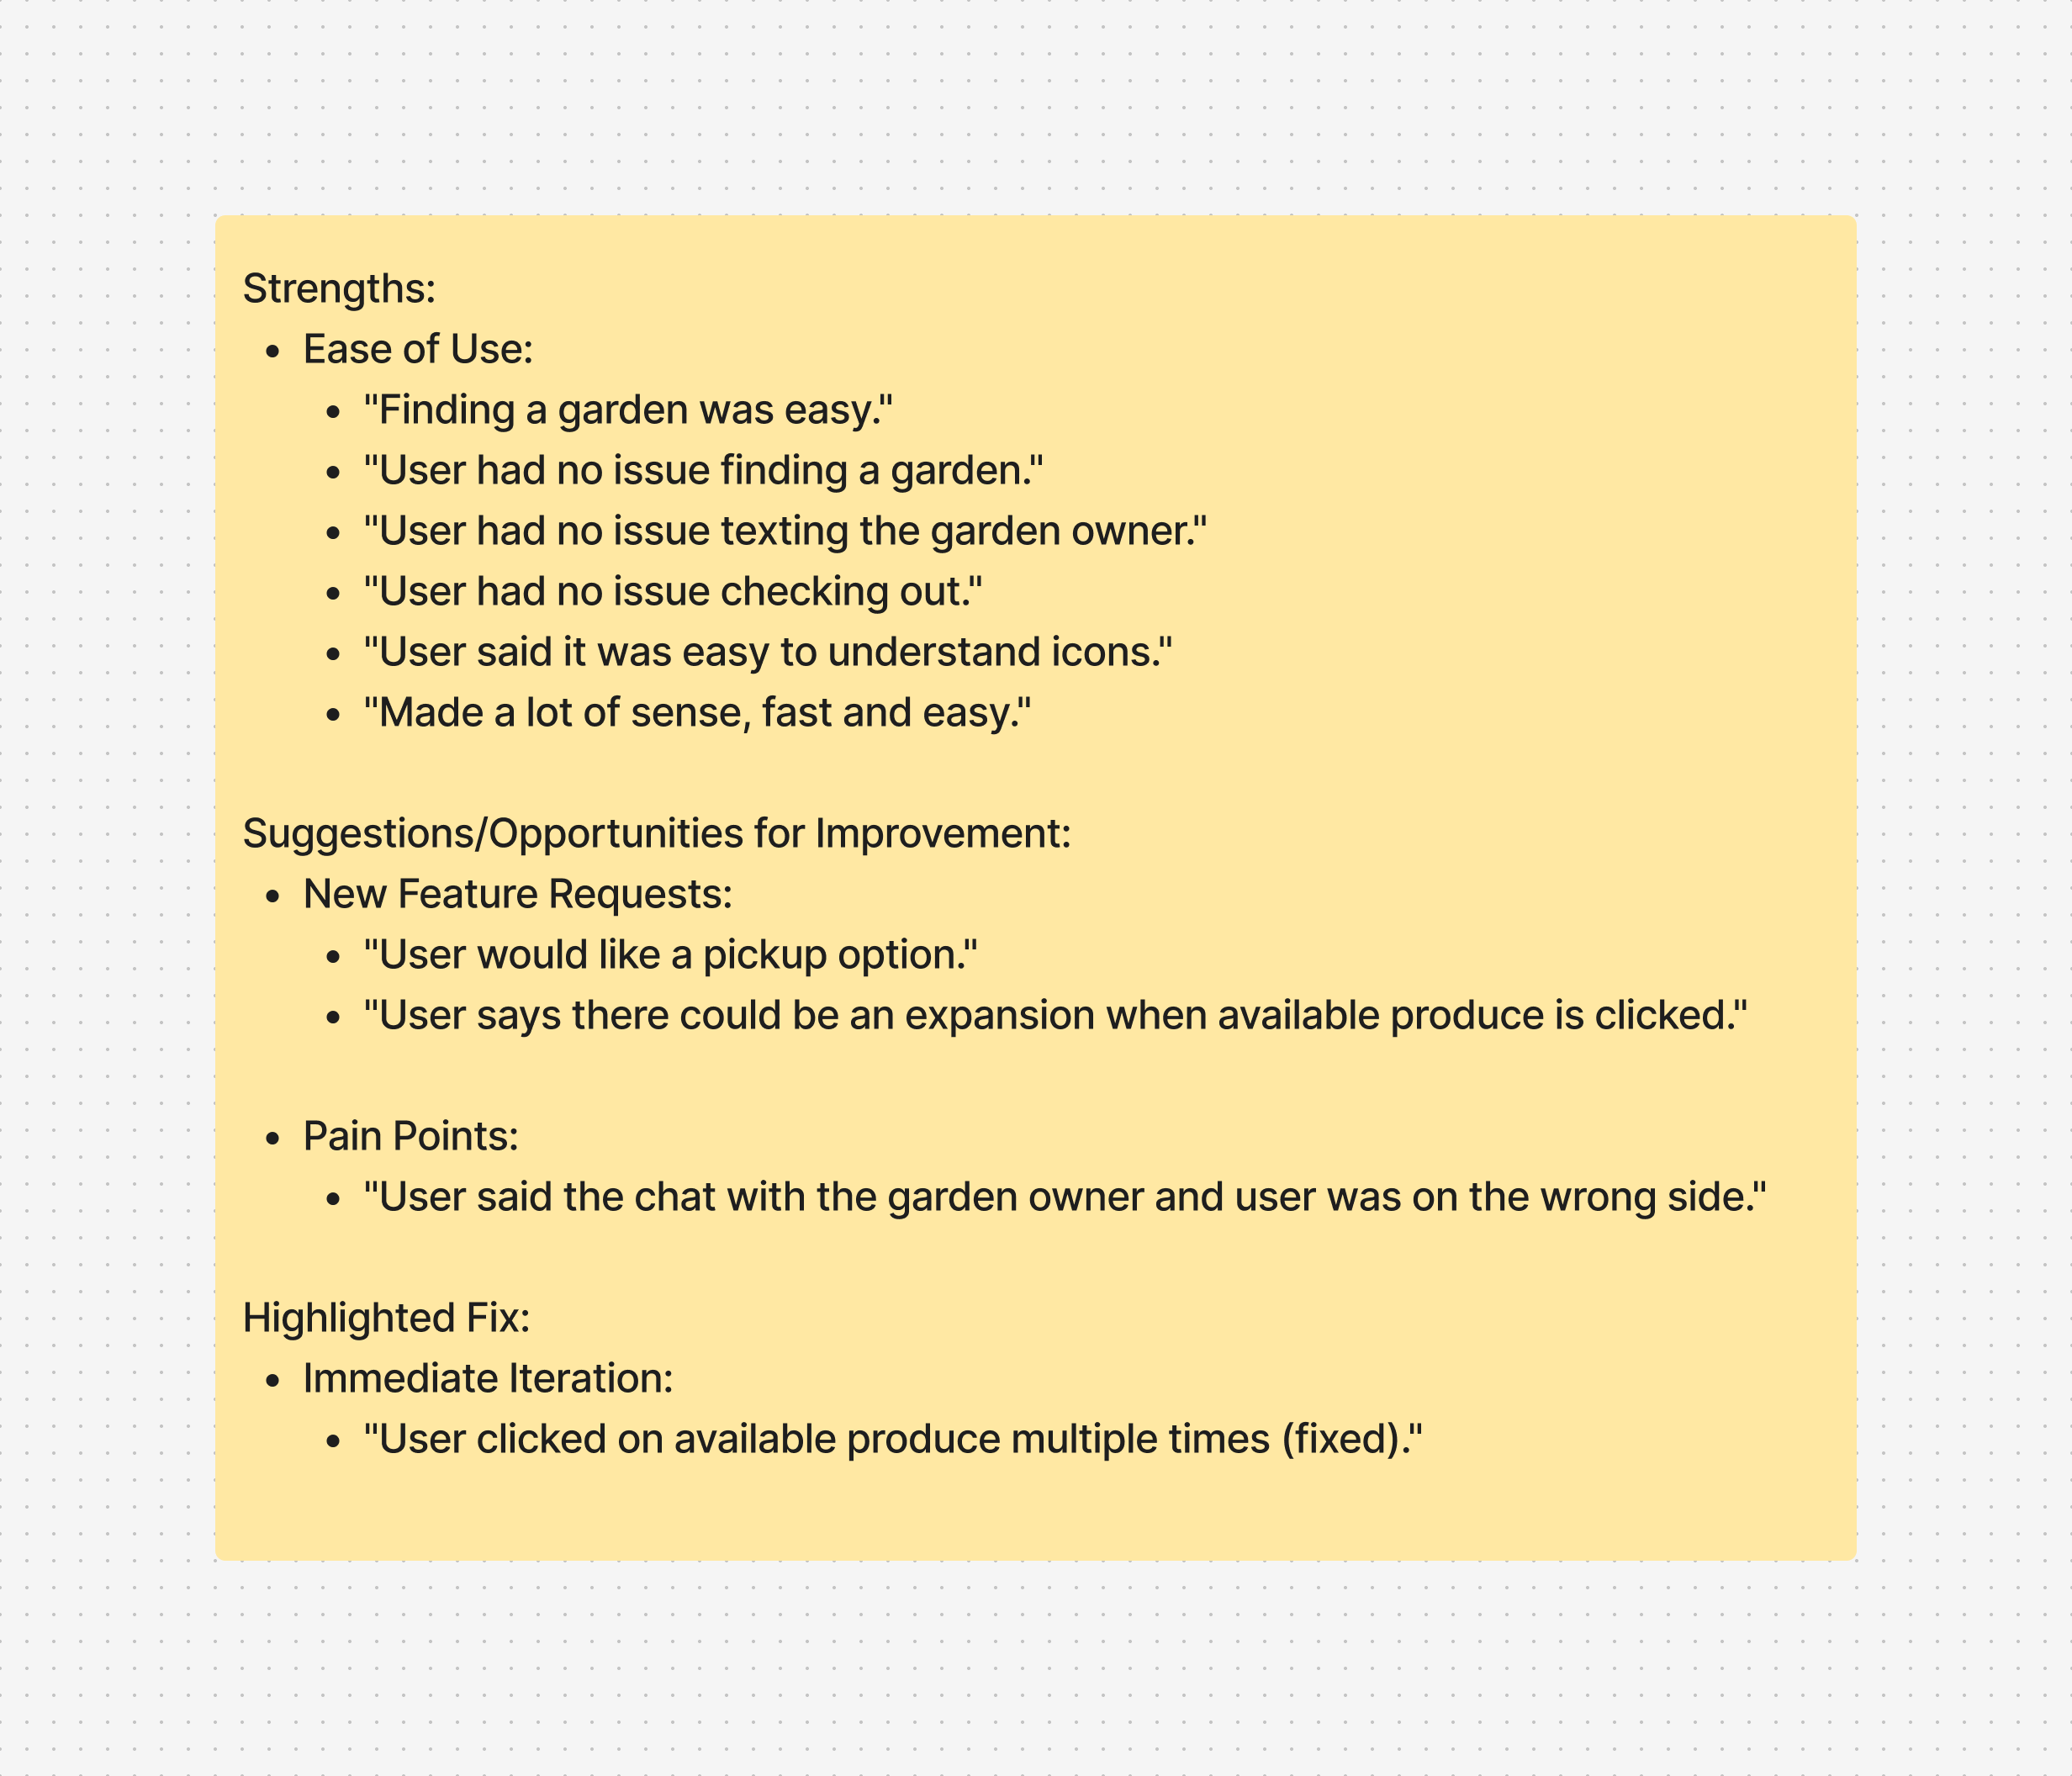 Strengths:
• Ease of Use:
• "Finding a garden was easy."
• "User had no issue finding a garden."
• "User had no issue texting the garden owner."
• "User had no issue checking out."
• "User said it was easy to understand icons."
• "Made a lot of sense, fast and easy."
Suggestions/Opportunities for Improvement:
• New Feature Requests:
• "User would like a pickup option."
• "User says there could be an expansion when available produce is clicked."
• Pain Points:
• "User said the chat with the garden owner and user was on the wrong side."
Highlighted Fix:
• Immediate Iteration:
• "User clicked on available produce multiple times (fixed)."